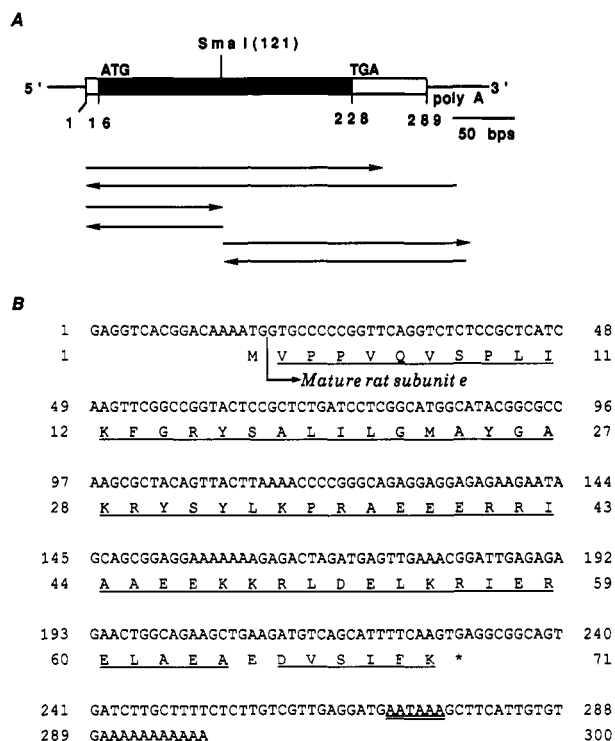 A
Sma I(121)
ATG TGA
5' 3'
poly A
1 16 228 289 50 bps
B
1 GAGGTCACGGACAAAATGGTGCCCCCGGTTCAGGTCTCTCCGCTCATC 48
1 M V P P V Q V S P L I 11
Mature rat subunit e
49 AAGTTCGGCCGGTACTCCGCTCTGATCCTCGGCATGGCATACGGCGCC 96
12 K F G R Y S A L I L G M A Y G A 27
97 AAGCGCTACAGTTACTTAAAACCCCGGGCAGAGGAGGAGAGAAGAATA 144
28 K R Y S Y L K P R A E E E R R I 43
145 GCAGCGGAGGAAAAAAAGAGACTAGATGAGTTGAAACGGATTGAGAGA 192
44 A A E E K K R L D E L K R I E R 59
193 GAACTGGCAGAAGCTGAAGATGTCAGCATTTTCAAGTGAGGCGGCAGT 240
60 E L A E A E D V S I F K * 71
241 GATCTTGCTTTTCTCTTGTCGTTGAGGATGAATAAAGCTTCATTGTGT 288
289 GAAAAAAAAAAA 300